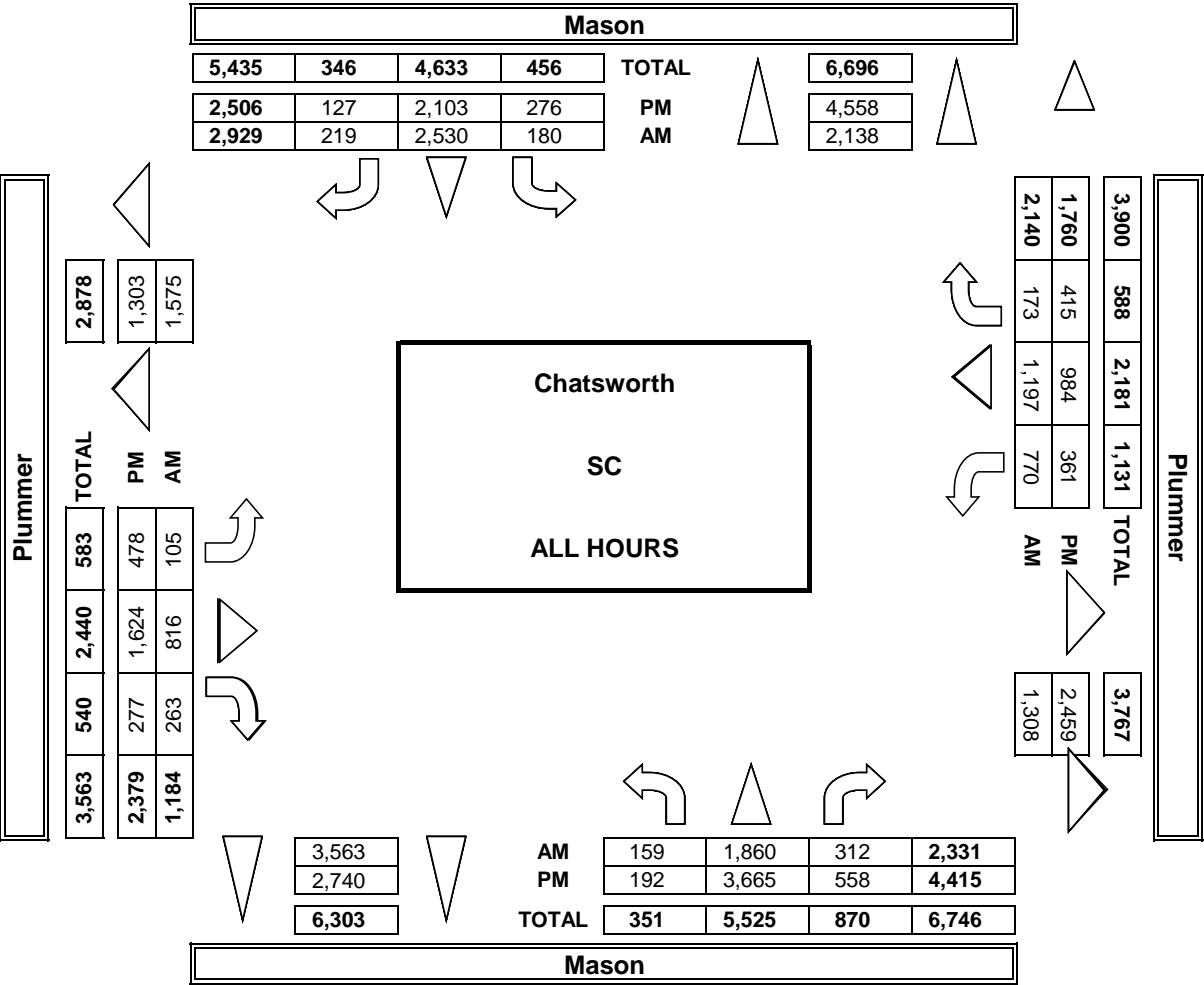 Mason
5,435 346 4,633 456 TOTAL 6,696
2,506 127 2,103 276 PM 4,558
2,929 219 2,530 180 AM 2,138
Plummer
2,878
1,303
1,575
TOTAL 583 2,440 540 3,563
PM 478 1,624 277 2,379
AM 105 816 263 1,184
Chatsworth
SC
ALL HOURS
3,900 588 2,181 1,131 TOTAL 3,767
1,760 415 984 361 PM 2,459
2,140 173 1,197 770 AM 1,308
Plummer
3,563 AM 159 1,860 312 2,331
2,740 PM 192 3,665 558 4,415
6,303 TOTAL 351 5,525 870 6,746
Mason